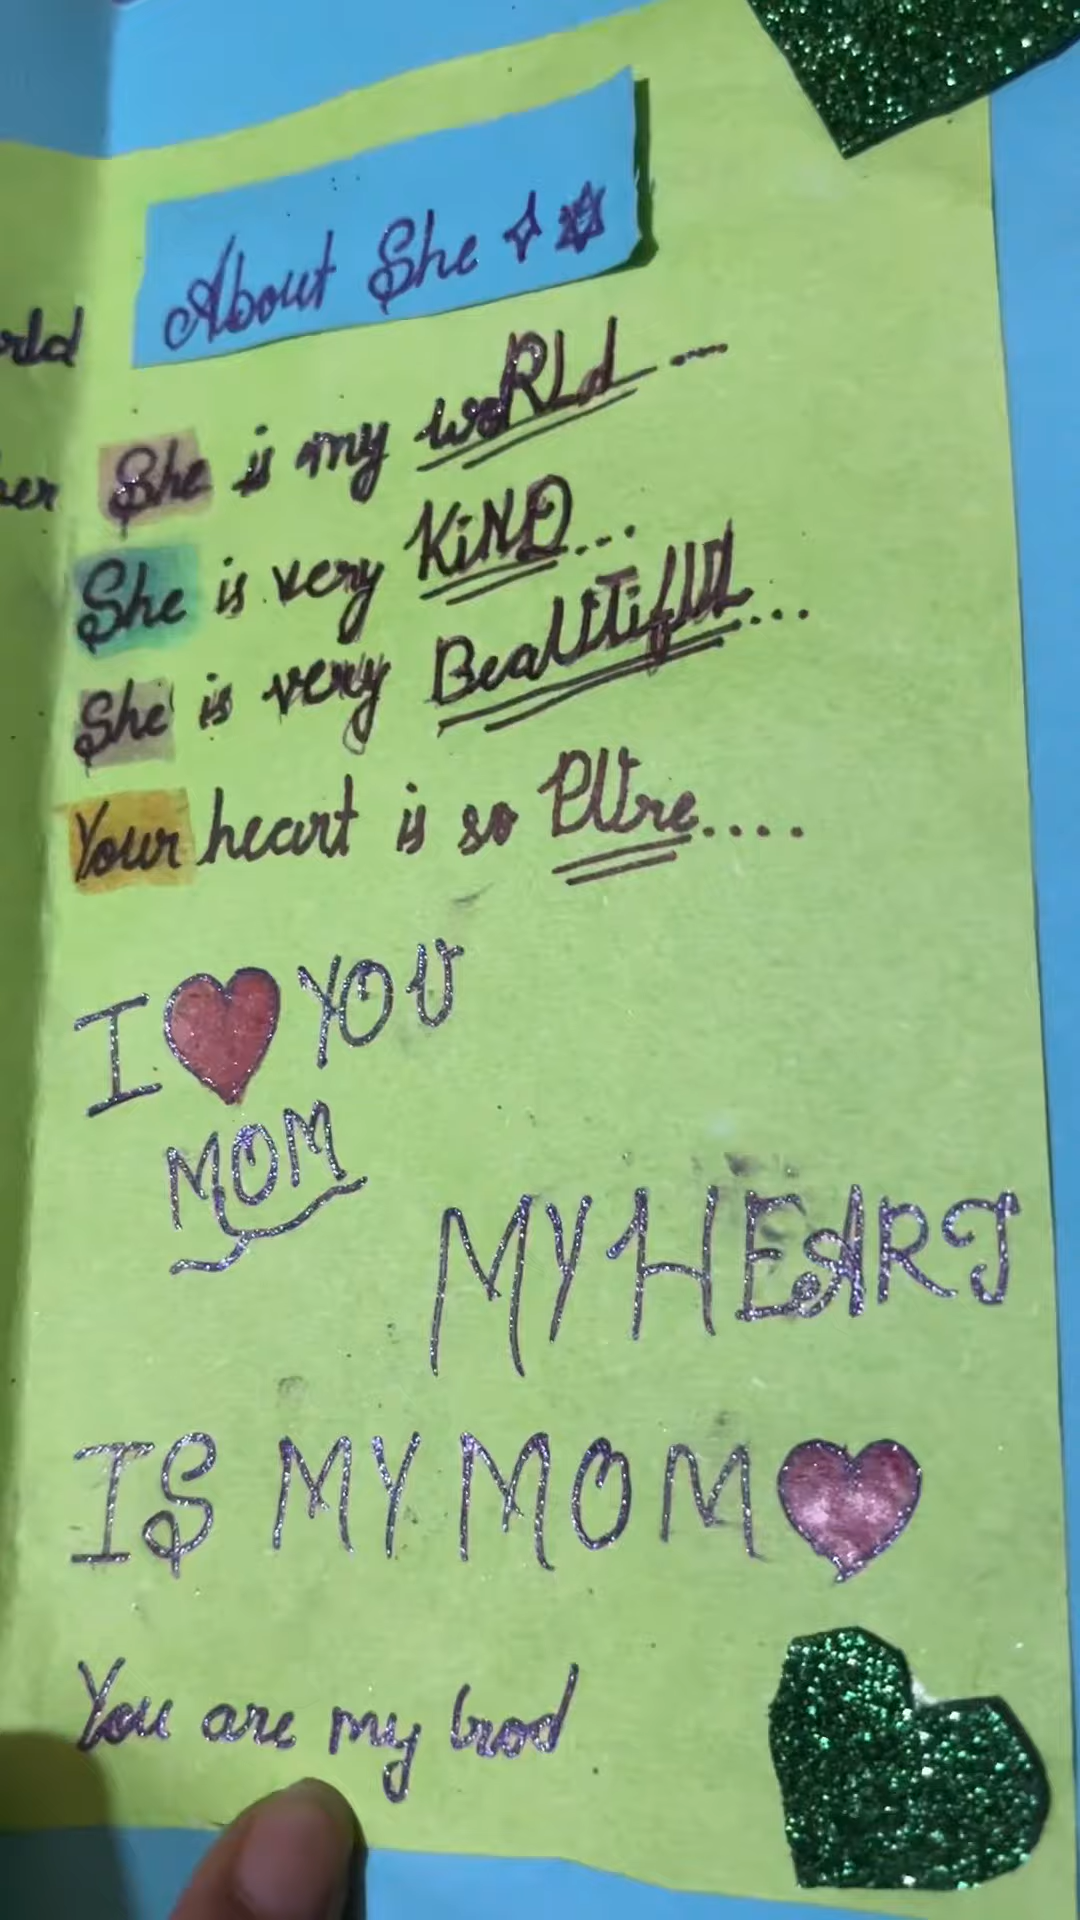 About She
She is my woRLd ....
She is very KiNd...
She is very BeaUTifUL...
Your heart is so PUre....
I ❤ YOU
MOM
MY HEART
IS MY MOM ❤
You are my